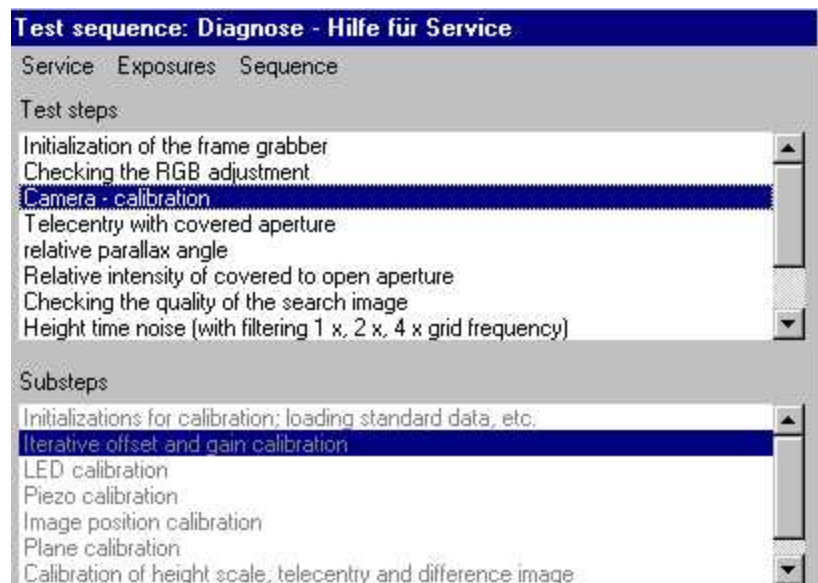 Test sequence: Diagnose - Hilfe für Service
Service Exposures Sequence
Test steps
Initialization of the frame grabber
Checking the RGB adjustment
Camera - calibration
Telecentry with covered aperture
relative parallax angle
Relative intensity of covered to open aperture
Checking the quality of the search image
Height time noise (with filtering 1 x, 2 x, 4 x grid frequency)
Substeps
Initializations for calibration; loading standard data, etc.
Iterative offset and gain calibration
LED calibration
Piezo calibration
Image position calibration
Plane calibration
Calibration of height scale, telecentry and difference image